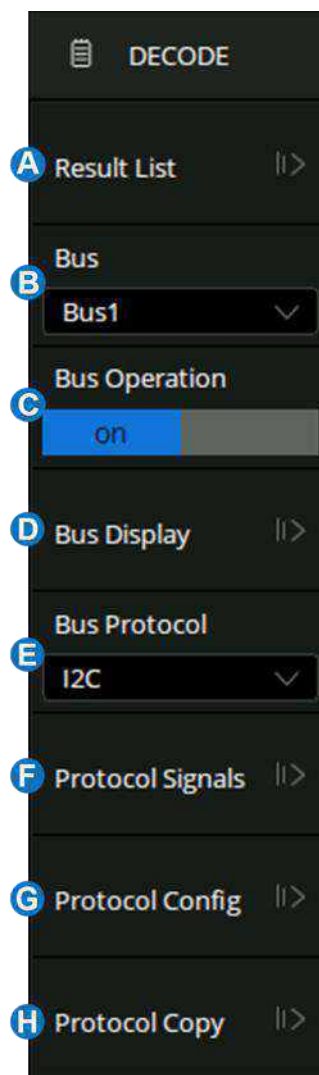 DECODE
A Result List
Bus
B
Bus1
Bus Operation
C
on
D Bus Display
Bus Protocol
E
I2C
F Protocol Signals
G Protocol Config
H Protocol Copy